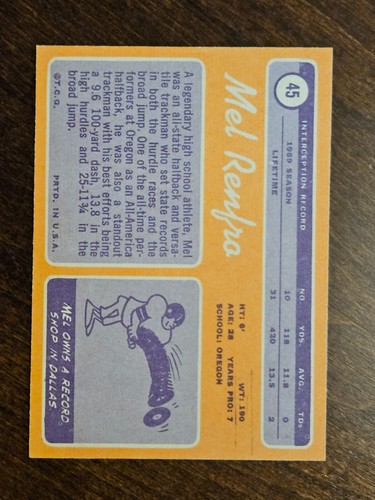 45
INTERCEPTION RECORD
NO. YDS. AVG. TDs
1969 SEASON 10 118 11.8 0
LIFETIME 31 420 13.5 2
Mel Renfro
HT: 6' WT: 190
AGE: 28 YEARS PRO: 7
SCHOOL: OREGON
A legendary high school athlete, Mel
was an all-state halfback and versa-
tile trackman who set state records
in both the hurdle races and the
broad jump. One of the all-time per-
formers at Oregon as an All-America
halfback, he was also a standout
trackman with his best efforts being
a 9.6 100-yard dash, 13.8 in the
high hurdles and 25-11¾ in the
broad jump.
©T.C.G. PRTD. IN U.S.A.
MEL OWNS A RECORD
SHOP IN DALLAS